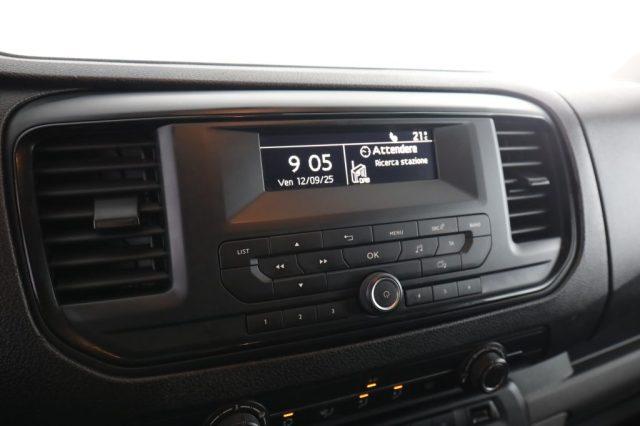 21°
9 05
Attendere
Ricerca stazione
Ven 12/09/25
DAB
LIST
MENU
SRC
BAND
OK
TA
1 2 3 4 5 6